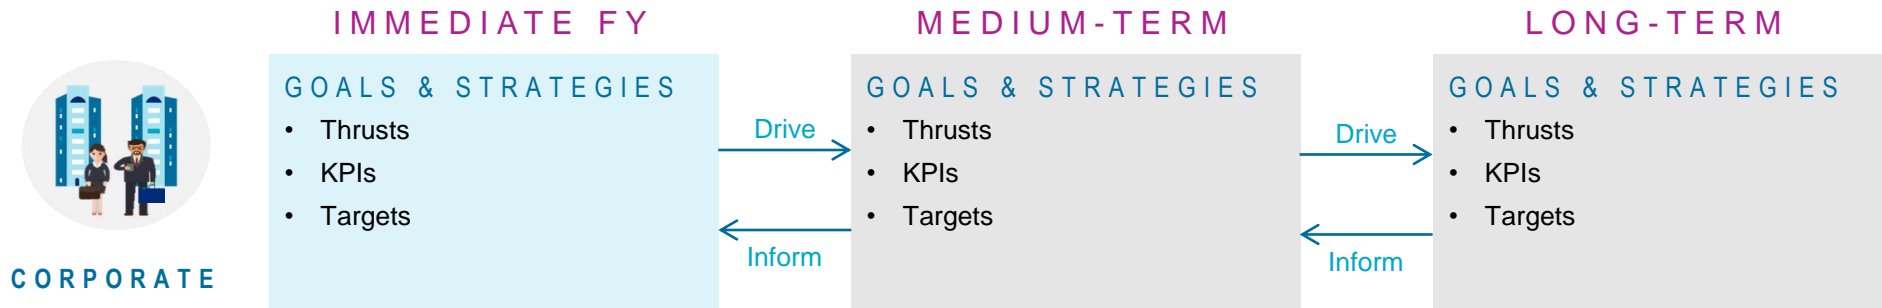 IMMEDIATE FY
MEDIUM-TERM
LONG-TERM
GOALS & STRATEGIES
• Thrusts
• KPIs
• Targets
Drive
Inform
GOALS & STRATEGIES
• Thrusts
• KPIs
• Targets
Drive
Inform
GOALS & STRATEGIES
• Thrusts
• KPIs
• Targets
CORPORATE